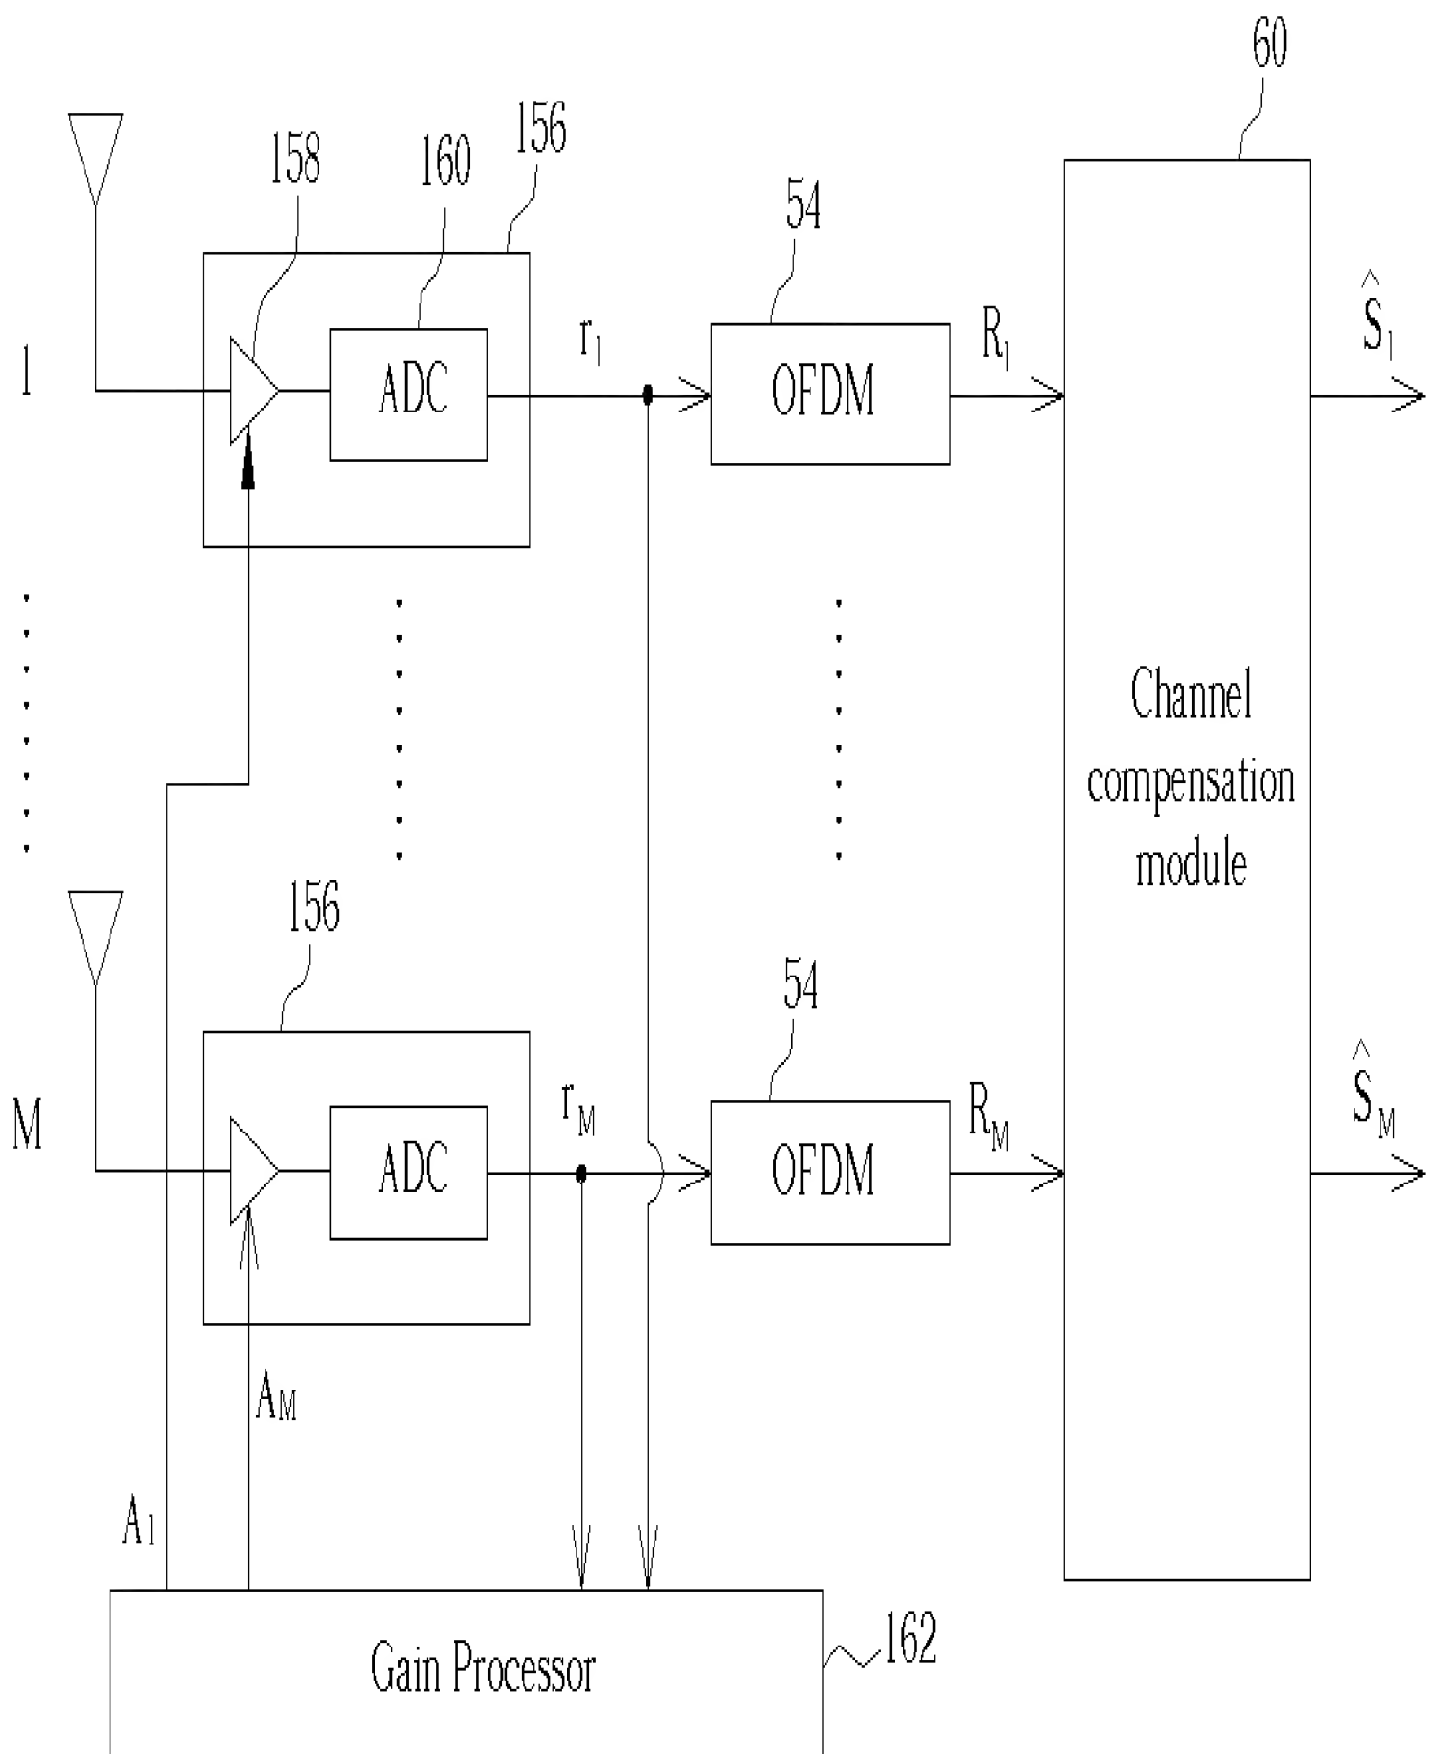 60
156
158
160
54
1
r1
R1
Ŝ1
ADC
OFDM
Channel
compensation
module
156
54
M
rM
RM
ŜM
ADC
OFDM
AM
A1
162
Gain Processor